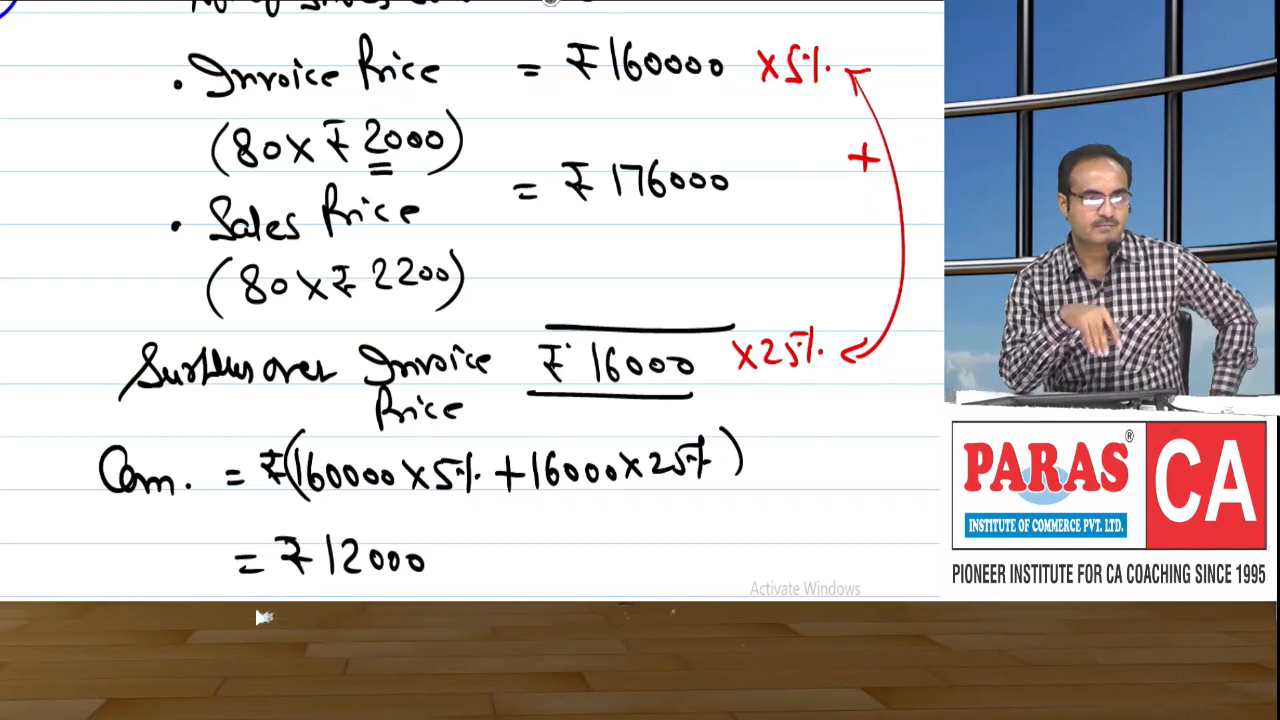 • Invoice Price = ₹160000 ×5%
(80×₹2000)
+
= ₹176000
• Sales Price
(80×₹2200)
Surplus over Invoice ₹16000 ×25%
Price
Com. = ₹(160000×5% + 16000×25%)
= ₹12000
Activate Windows
PARAS®
INSTITUTE OF COMMERCE PVT. LTD.
CA
PIONEER INSTITUTE FOR CA COACHING SINCE 1995